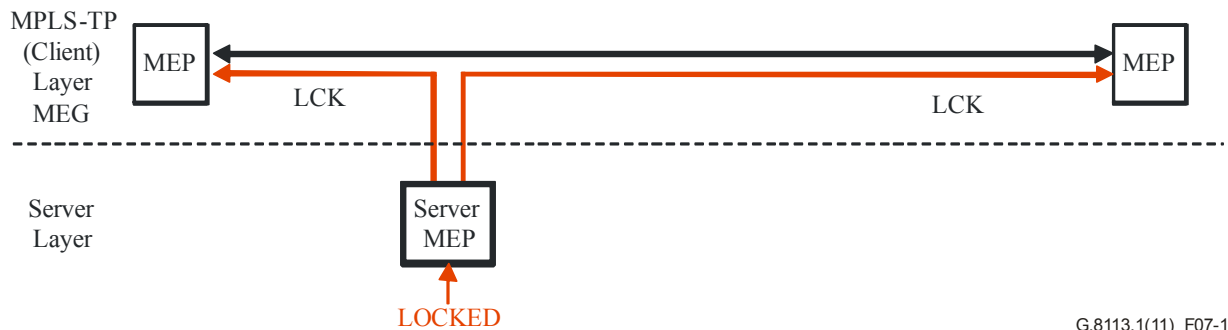 MPLS-TP
(Client)
Layer
MEG
MEP
MEP
LCK
LCK
Server
Layer
Server
MEP
LOCKED
G.8113.1(11)_F07-1